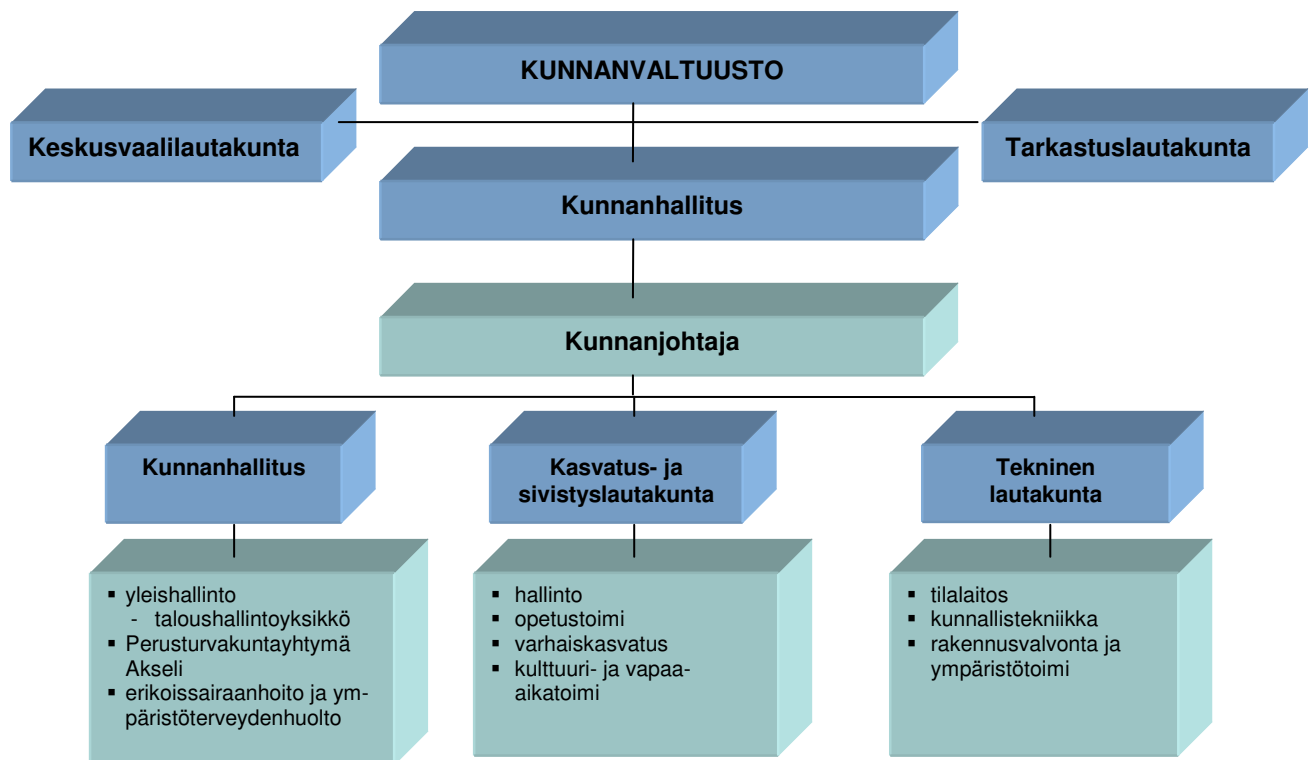 KUNNANVALTUUSTO
Keskusvaalilautakunta
Tarkastuslautakunta
Kunnanhallitus
Kunnanjohtaja
Kunnanhallitus
Kasvatus- ja
sivistyslautakunta
Tekninen
lautakunta
▪ yleishallinto
- taloushallintoyksikkö
▪ Perusturvakuntayhtymä
Akseli
▪ erikoissairaanhoito ja ym-
päristöterveydenhuolto
▪ hallinto
▪ opetustoimi
▪ varhaiskasvatus
▪ kulttuuri- ja vapaa-
aikatoimi
▪ tilalaitos
▪ kunnallistekniikka
▪ rakennusvalvonta ja
ympäristötoimi